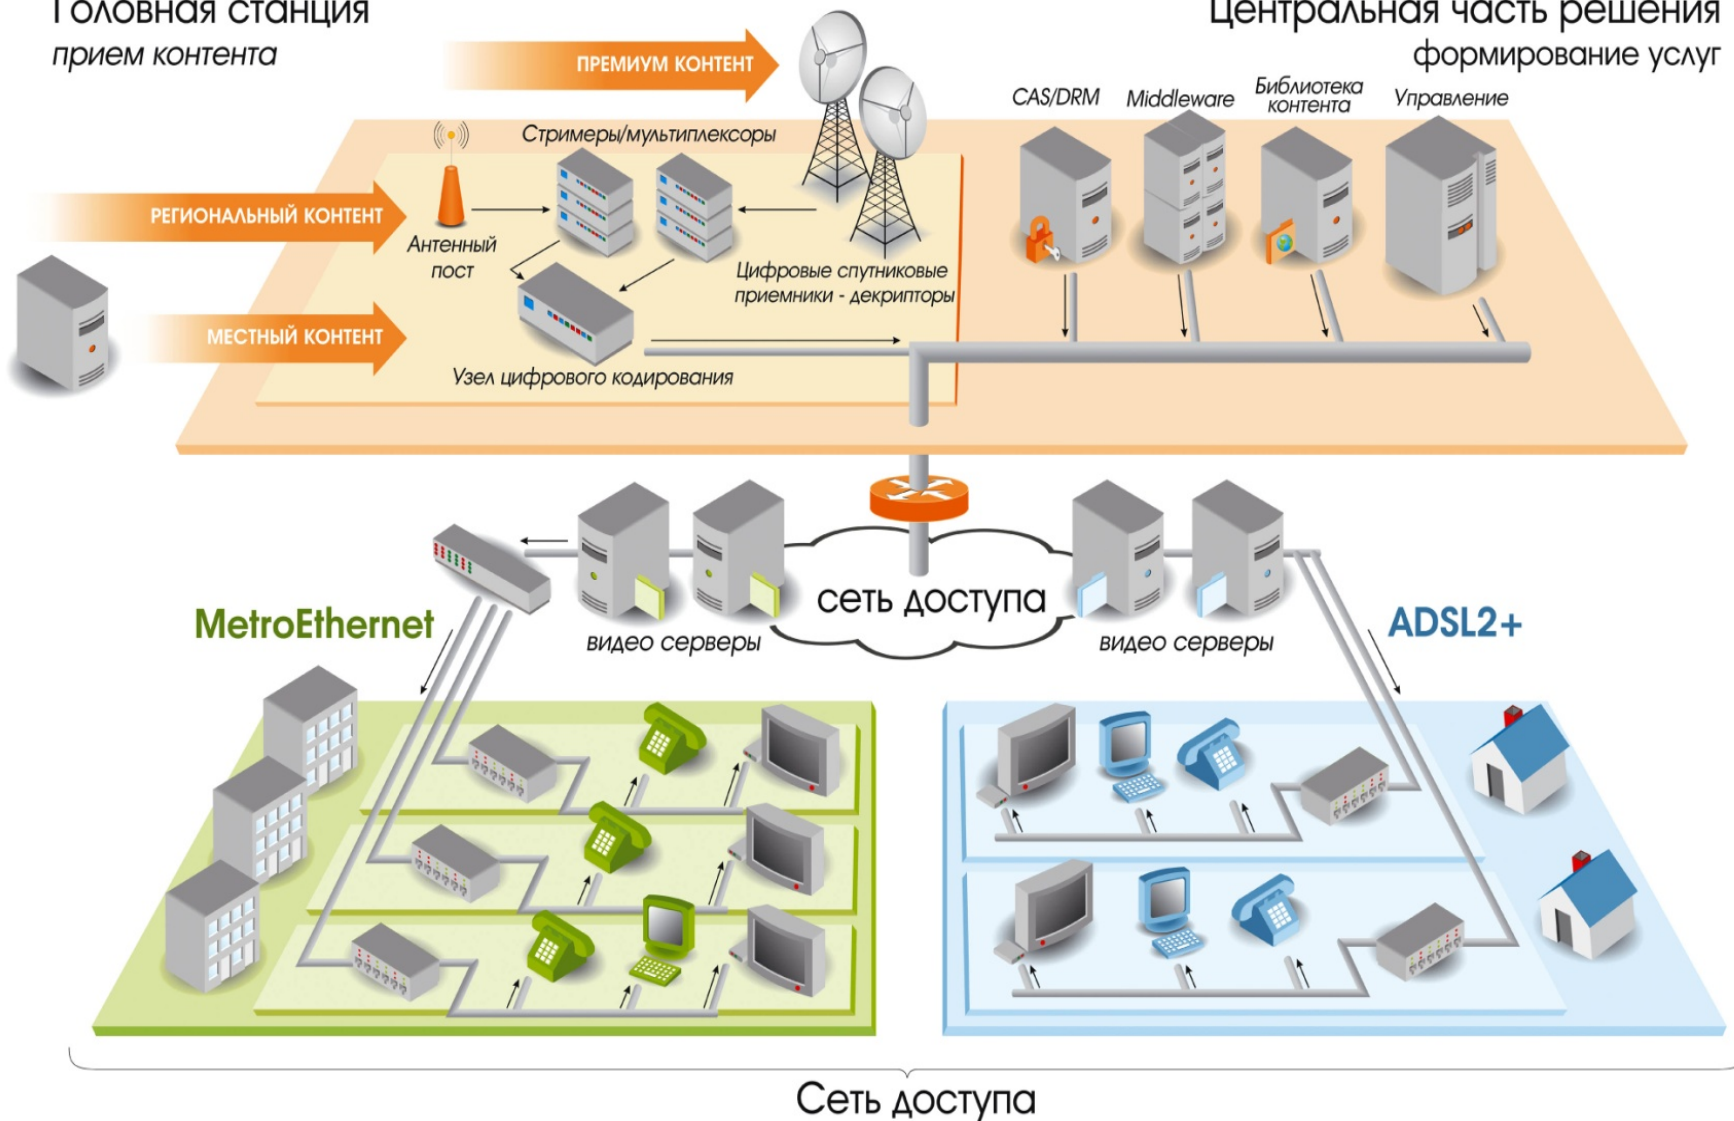 Головная станция
прием контента
Центральная часть решения
формирование услуг
ПРЕМИУМ КОНТЕНТ
CAS/DRM
Middleware
Библиотека
контента
Управление
Стримеры/мультиплексоры
РЕГИОНАЛЬНЫЙ КОНТЕНТ
Антенный
пост
Цифровые спутниковые
приемники - декрипторы
МЕСТНЫЙ КОНТЕНТ
Узел цифрового кодирования
сеть доступа
MetroEthernet
видео серверы
видео серверы
ADSL2+
Сеть доступа